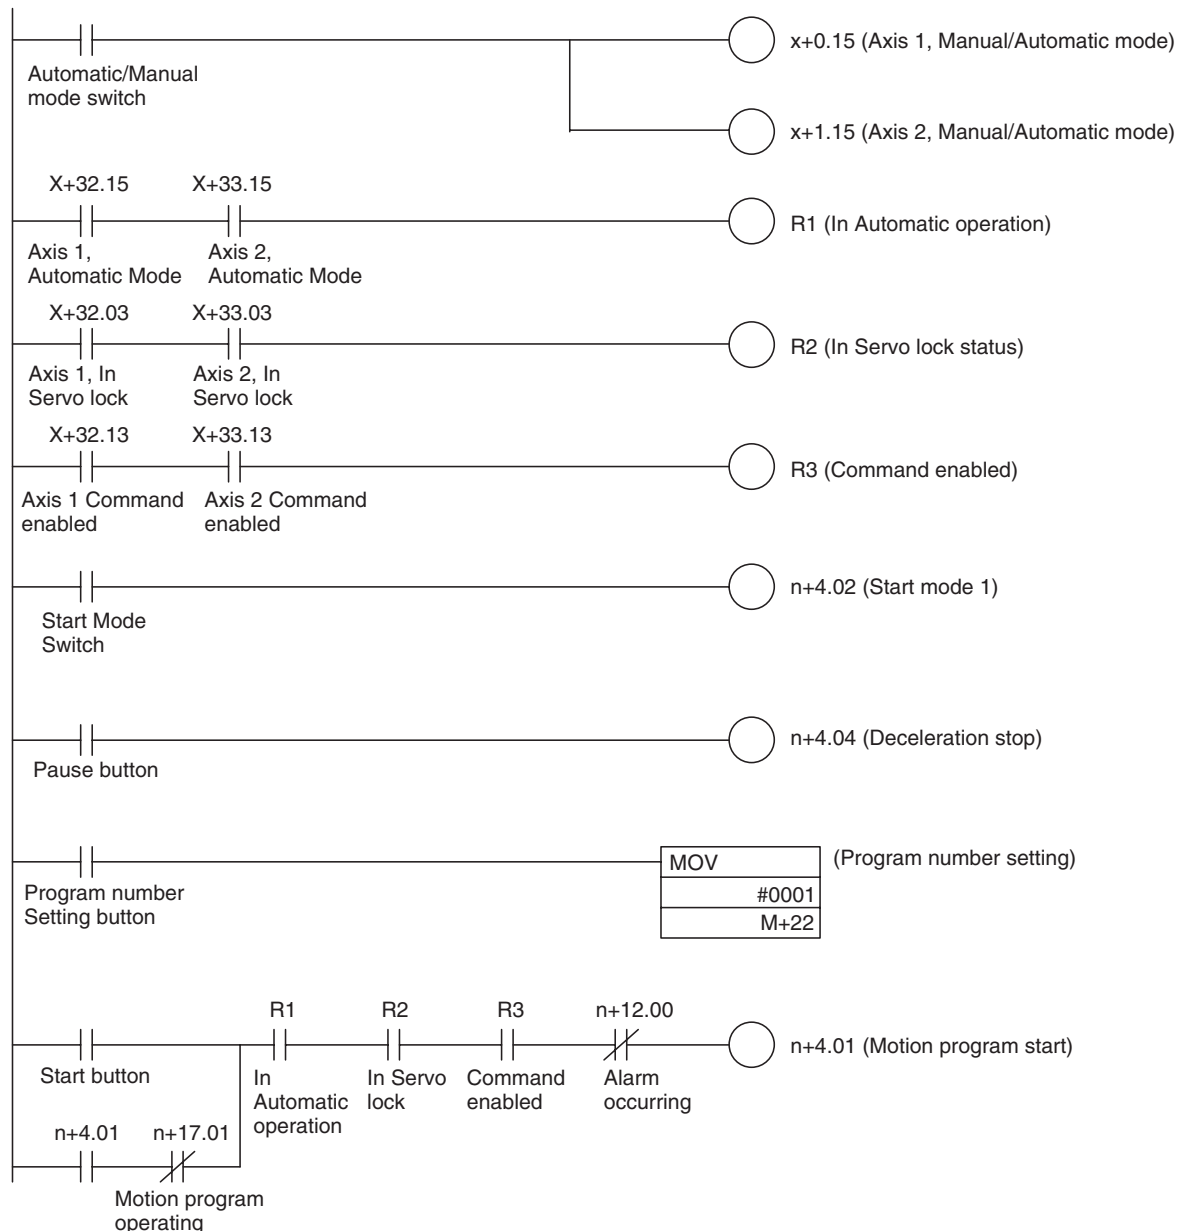 x+0.15 (Axis 1, Manual/Automatic mode)
Automatic/Manual
mode switch
x+1.15 (Axis 2, Manual/Automatic mode)
X+32.15 X+33.15
R1 (In Automatic operation)
Axis 1,
Automatic Mode
Axis 2,
Automatic Mode
X+32.03 X+33.03
R2 (In Servo lock status)
Axis 1, In
Servo lock
Axis 2, In
Servo lock
X+32.13 X+33.13
R3 (Command enabled)
Axis 1 Command
enabled
Axis 2 Command
enabled
n+4.02 (Start mode 1)
Start Mode
Switch
n+4.04 (Deceleration stop)
Pause button
MOV
(Program number setting)
#0001
M+22
Program number
Setting button
R1 R2 R3 n+12.00
n+4.01 (Motion program start)
Start button
In
Automatic
operation
In Servo
lock
Command
enabled
Alarm
occurring
n+4.01 n+17.01
Motion program
operating